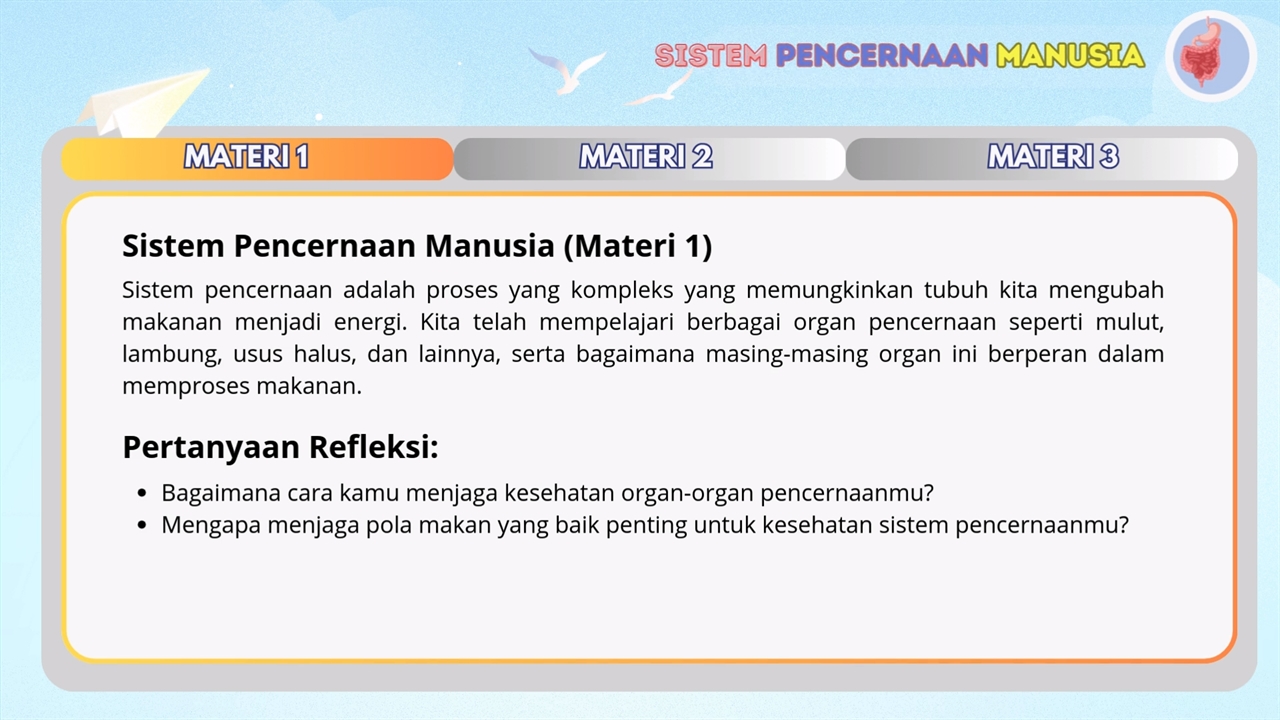 SISTEM PENCERNAAN MANUSIA
MATERI 1
MATERI 2
MATERI 3
Sistem Pencernaan Manusia (Materi 1)
Sistem pencernaan adalah proses yang kompleks yang memungkinkan tubuh kita mengubah
makanan menjadi energi. Kita telah mempelajari berbagai organ pencernaan seperti mulut,
lambung, usus halus, dan lainnya, serta bagaimana masing-masing organ ini berperan dalam
memproses makanan.
Pertanyaan Refleksi:
• Bagaimana cara kamu menjaga kesehatan organ-organ pencernaanmu?
• Mengapa menjaga pola makan yang baik penting untuk kesehatan sistem pencernaanmu?